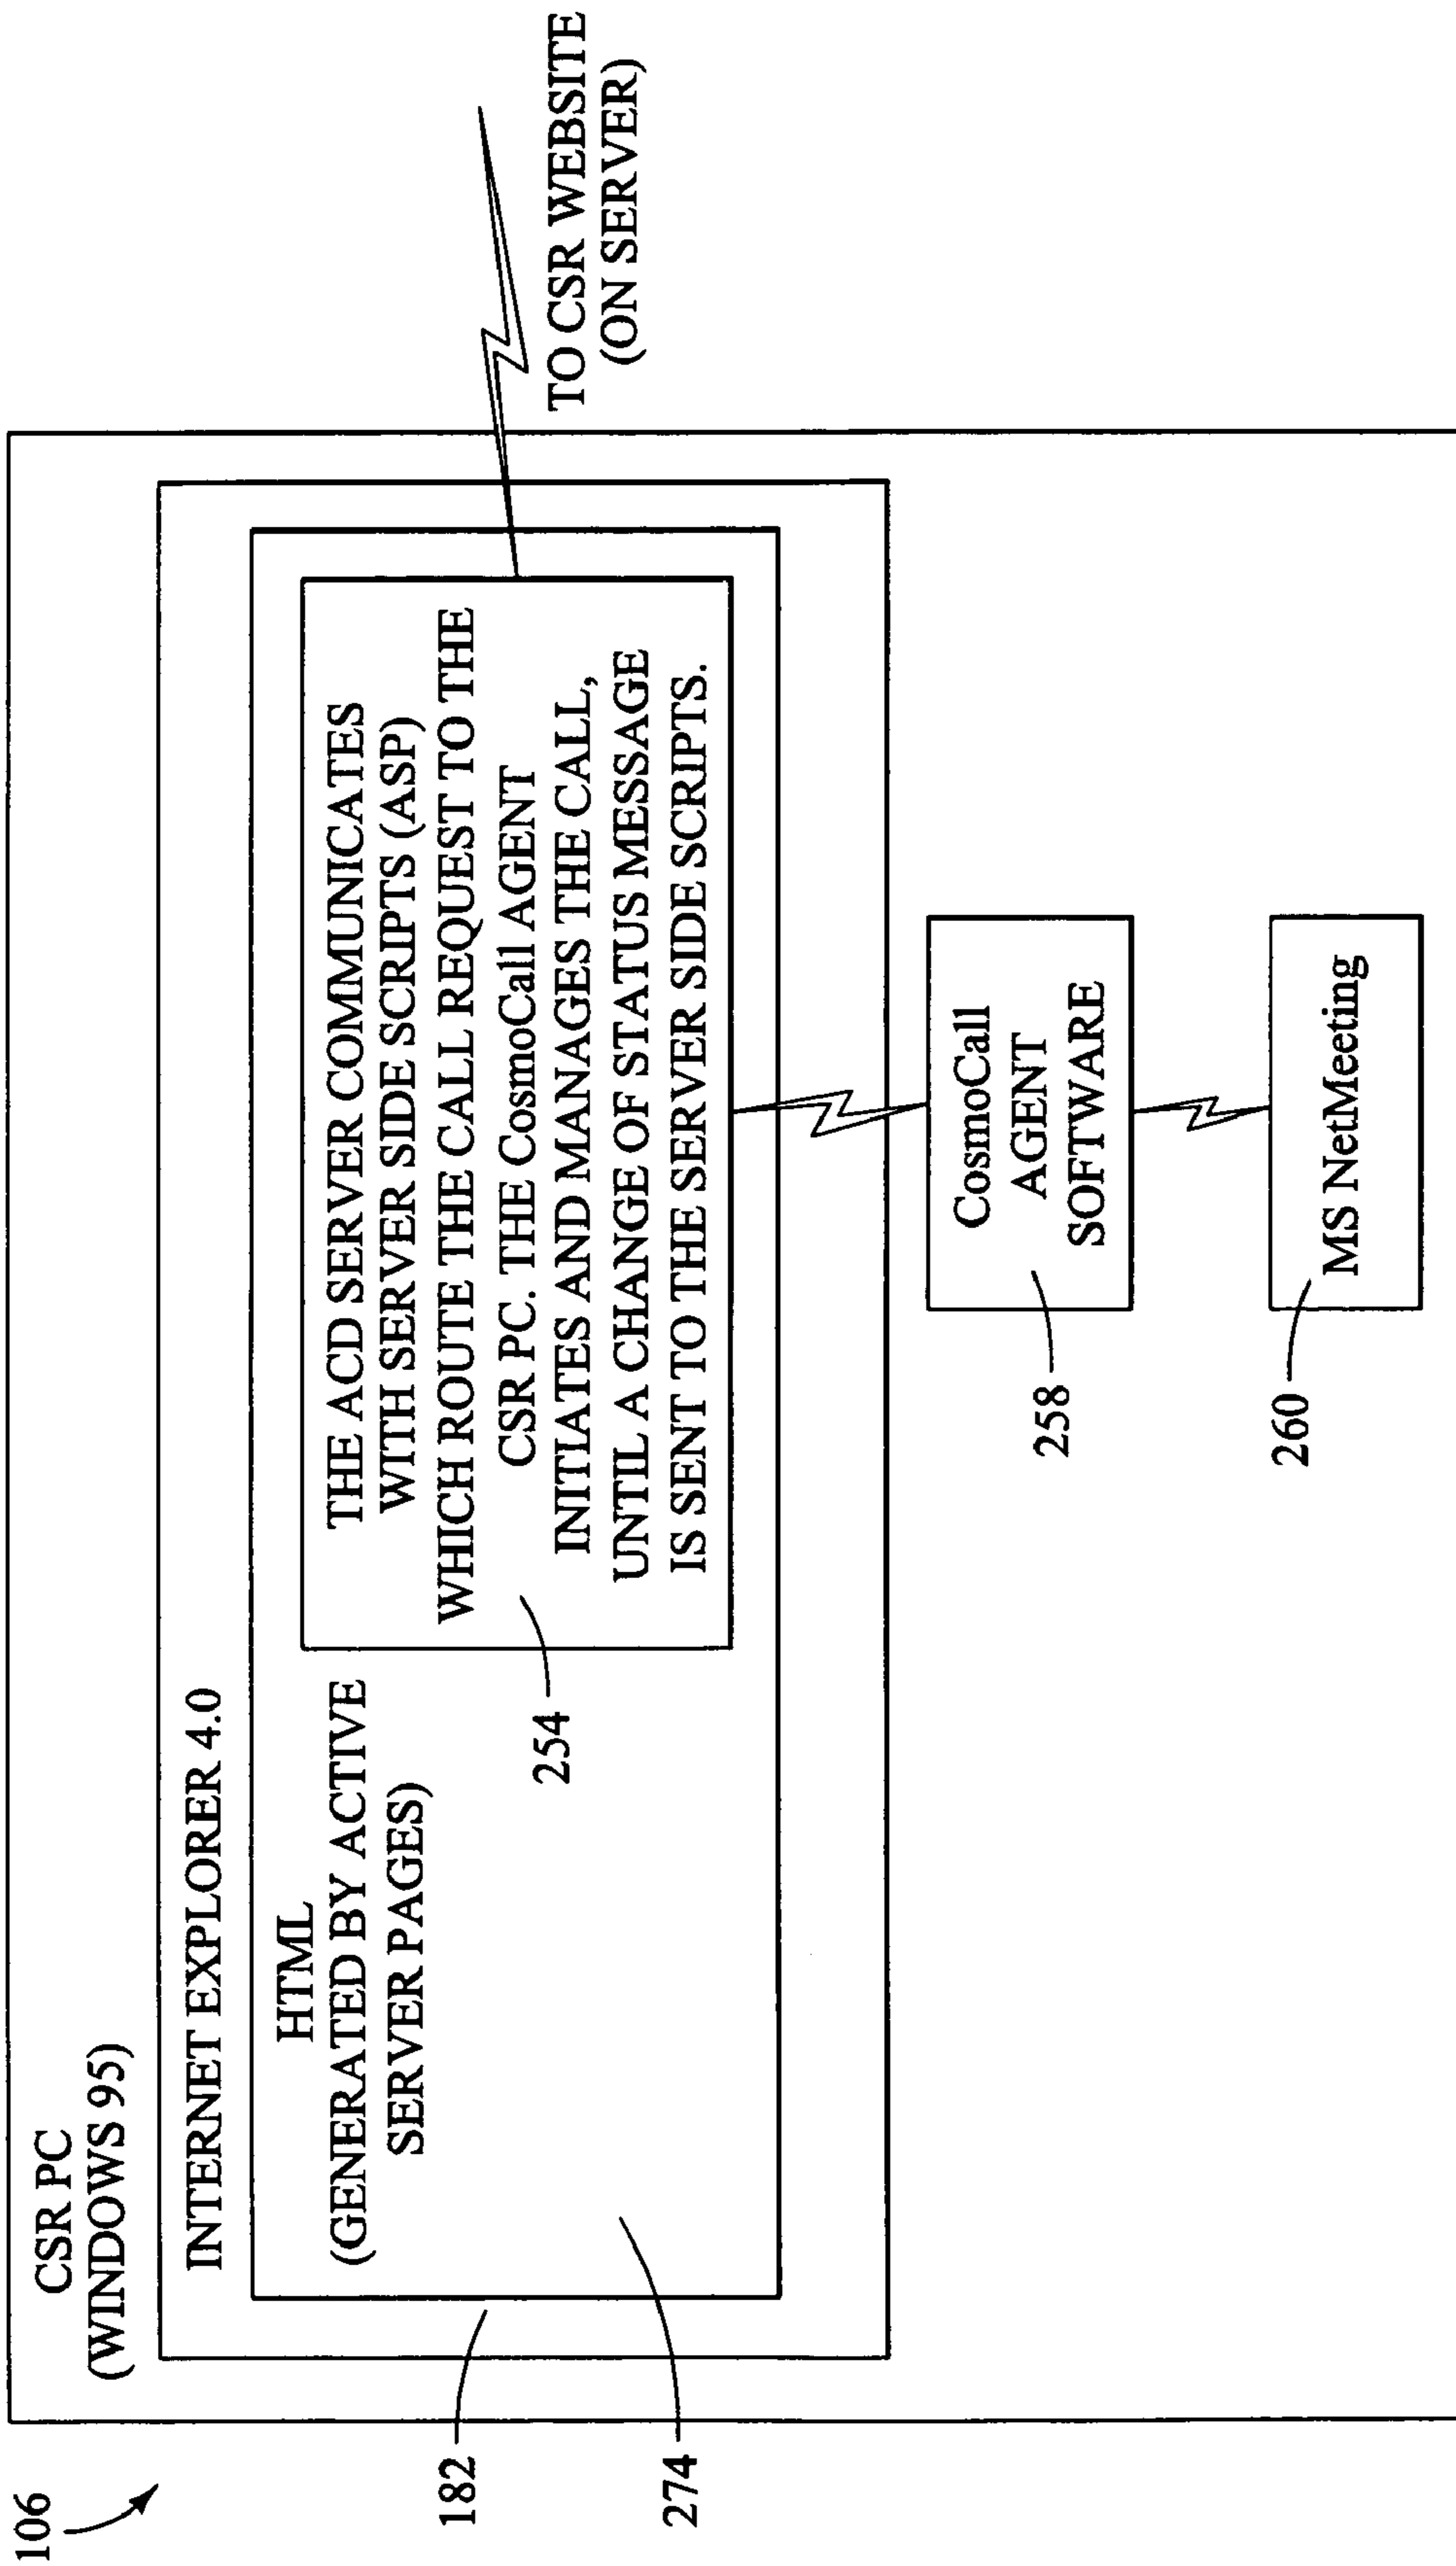 106
CSR PC
(WINDOWS 95)
INTERNET EXPLORER 4.0
182
HTML
(GENERATED BY ACTIVE
SERVER PAGES)
274
THE ACD SERVER COMMUNICATES
WITH SERVER SIDE SCRIPTS (ASP)
WHICH ROUTE THE CALL REQUEST TO THE
CSR PC. THE CosmoCall AGENT
INITIATES AND MANAGES THE CALL,
UNTIL A CHANGE OF STATUS MESSAGE
IS SENT TO THE SERVER SIDE SCRIPTS.
254
TO CSR WEBSITE
(ON SERVER)
CosmoCall
AGENT
SOFTWARE
258
MS NetMeeting
260